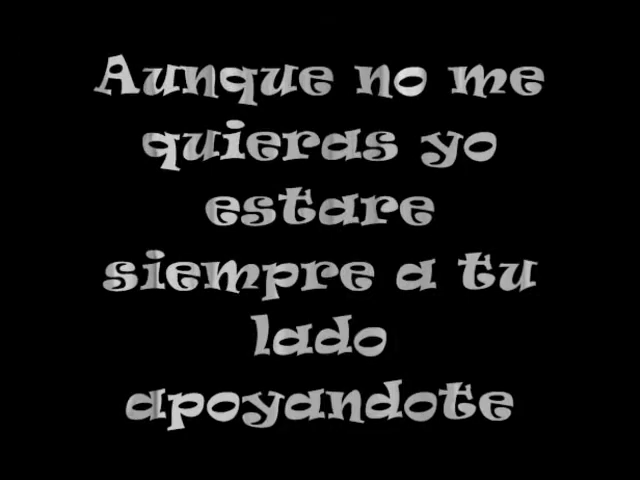 Aunque no me
quieras yo
estare
siempre a tu
lado
apoyandote